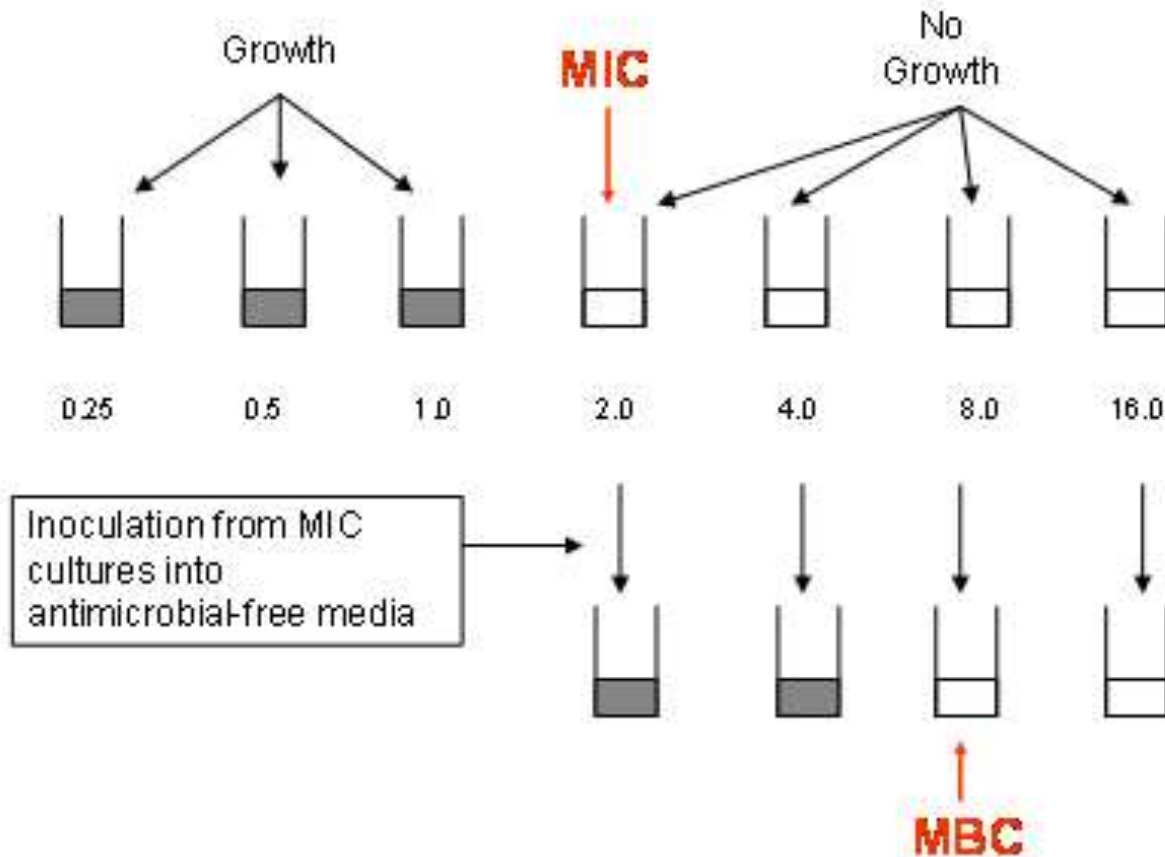 Growth
MIC
No
Growth
0.25 0.5 1.0 2.0 4.0 8.0 16.0
Inoculation from MIC
cultures into
antimicrobial-free media
MBC